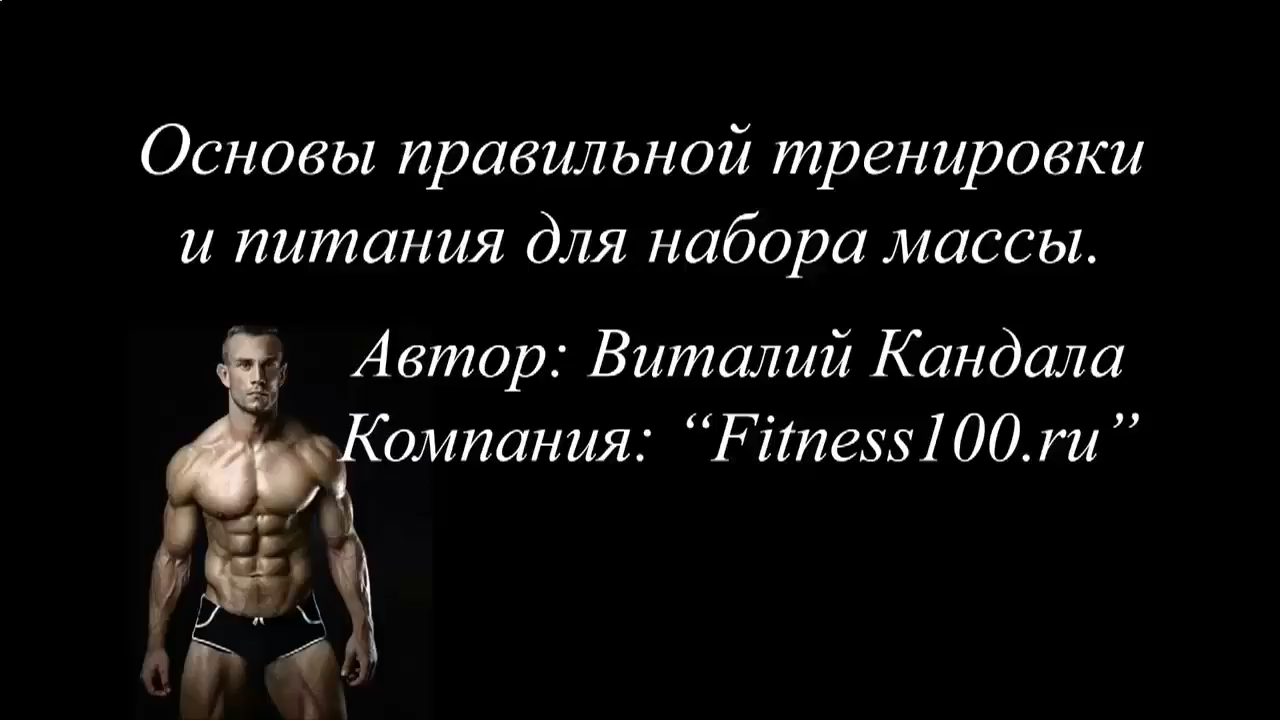 Основы правильной тренировки
и питания для набора массы.
Автор: Виталий Кандала
Компания: “Fitness100.ru”